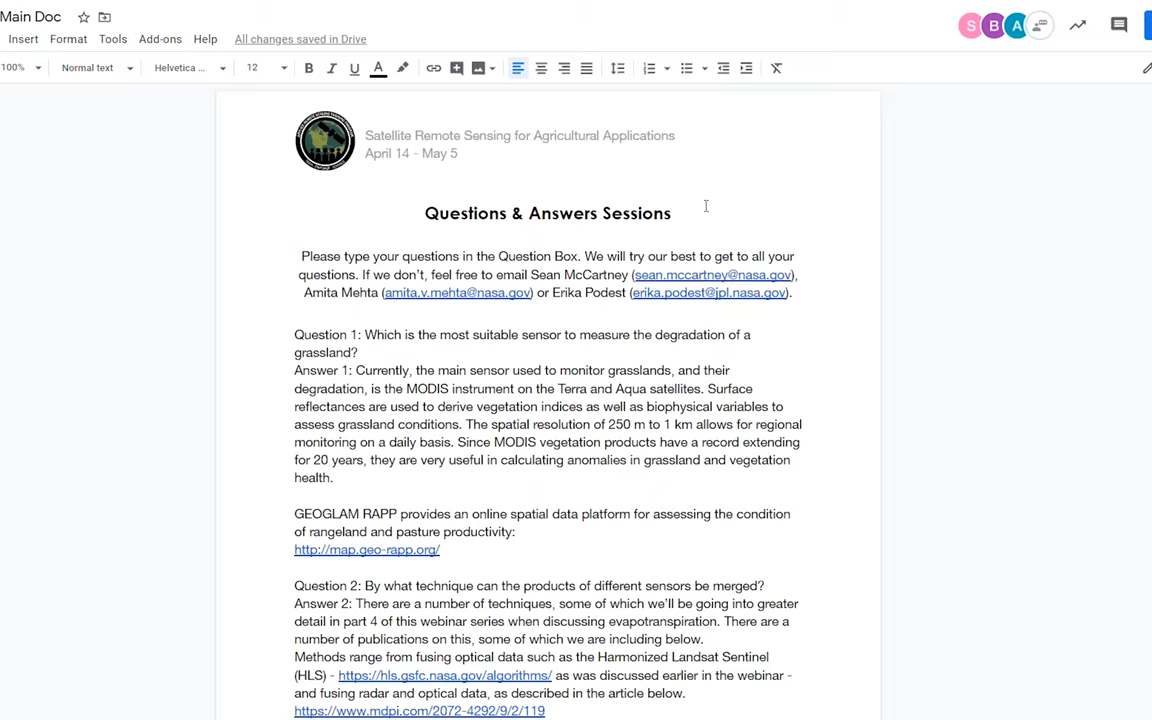 Main Doc
Insert Format Tools Add-ons Help All changes saved in Drive
S B A
100% Normal text Helvetica ... 12 B I U A
Satellite Remote Sensing for Agricultural Applications
April 14 - May 5
Questions & Answers Sessions
Please type your questions in the Question Box. We will try our best to get to all your
questions. If we don't, feel free to email Sean McCartney (sean.mccartney@nasa.gov),
Amita Mehta (amita.v.mehta@nasa.gov) or Erika Podest (erika.podest@jpl.nasa.gov).
Question 1: Which is the most suitable sensor to measure the degradation of a
grassland?
Answer 1: Currently, the main sensor used to monitor grasslands, and their
degradation, is the MODIS instrument on the Terra and Aqua satellites. Surface
reflectances are used to derive vegetation indices as well as biophysical variables to
assess grassland conditions. The spatial resolution of 250 m to 1 km allows for regional
monitoring on a daily basis. Since MODIS vegetation products have a record extending
for 20 years, they are very useful in calculating anomalies in grassland and vegetation
health.
GEOGLAM RAPP provides an online spatial data platform for assessing the condition
of rangeland and pasture productivity:
http://map.geo-rapp.org/
Question 2: By what technique can the products of different sensors be merged?
Answer 2: There are a number of techniques, some of which we'll be going into greater
detail in part 4 of this webinar series when discussing evapotranspiration. There are a
number of publications on this, some of which we are including below.
Methods range from fusing optical data such as the Harmonized Landsat Sentinel
(HLS) - https://hls.gsfc.nasa.gov/algorithms/ as was discussed earlier in the webinar -
and fusing radar and optical data, as described in the article below.
https://www.mdpi.com/2072-4292/9/2/119